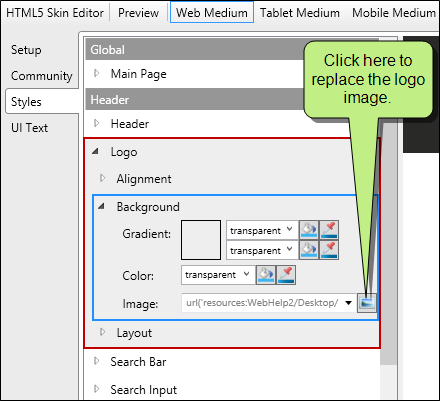 HTML5 Skin Editor Preview Web Medium Tablet Medium Mobile Medium
Setup
Community
Styles
UI Text
Global
Main Page
Header
Header
Logo
Alignment
Background
Gradient: transparent
transparent
Color: transparent
Image: url('resources:WebHelp2/Desktop/
Layout
Search Bar
Search Input
Click here to
replace the logo
image.